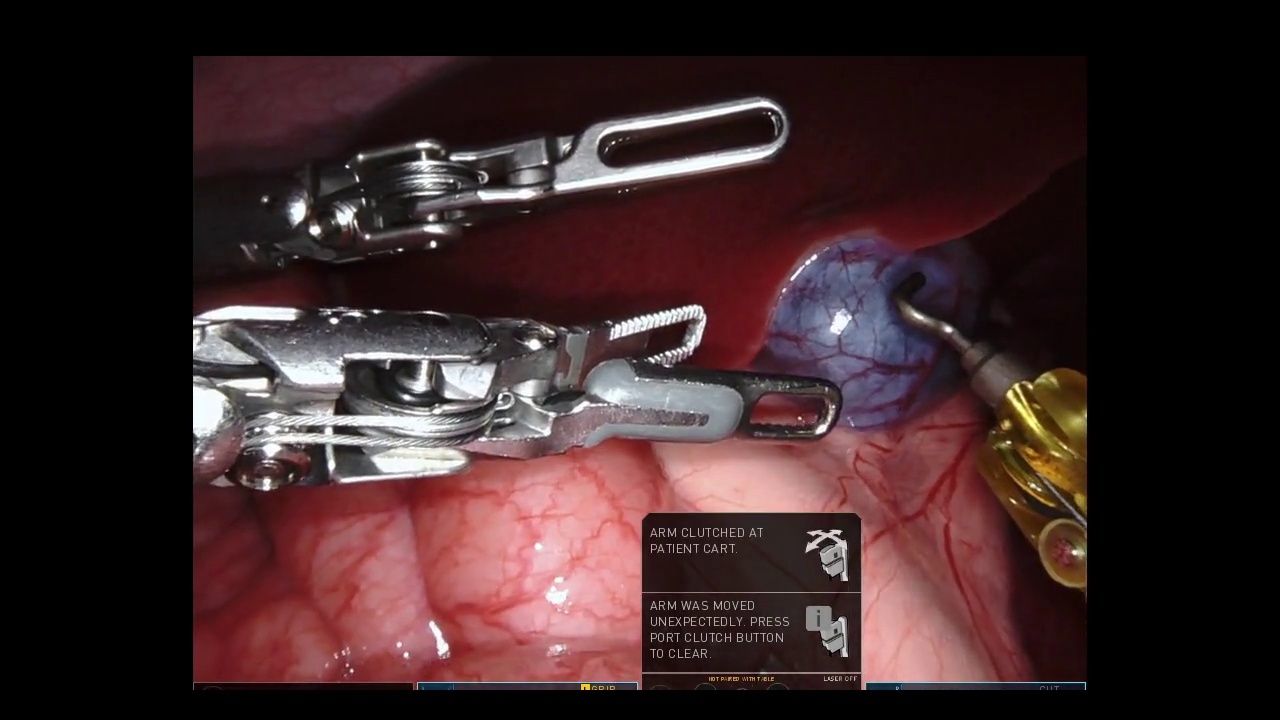 ARM CLUTCHED AT
PATIENT CART.
ARM WAS MOVED
UNEXPECTEDLY. PRESS
PORT CLUTCH BUTTON
TO CLEAR.
NOT PAIRED WITH TABLE
LASER OFF
GRIP
CUT